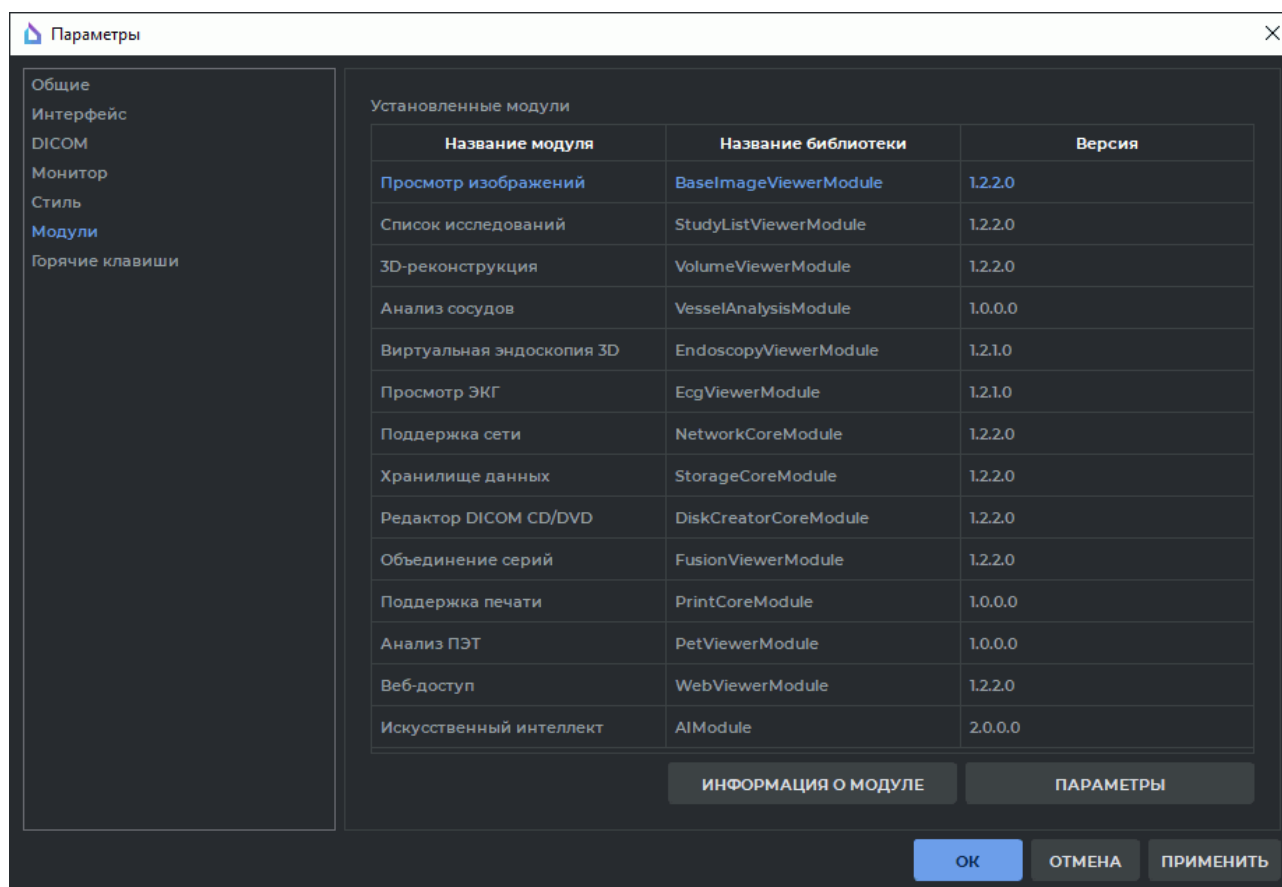 Параметры
Общие
Интерфейс
DICOM
Монитор
Стиль
Модули
Горячие клавиши
Установленные модули
Название модуля Название библиотеки Версия
Просмотр изображений BaseImageViewerModule 1.2.2.0
Список исследований StudyListViewerModule 1.2.2.0
3D-реконструкция VolumeViewerModule 1.2.2.0
Анализ сосудов VesselAnalysisModule 1.0.0.0
Виртуальная эндоскопия 3D EndoscopyViewerModule 1.2.1.0
Просмотр ЭКГ EcgViewerModule 1.2.1.0
Поддержка сети NetworkCoreModule 1.2.2.0
Хранилище данных StorageCoreModule 1.2.2.0
Редактор DICOM CD/DVD DiskCreatorCoreModule 1.2.2.0
Объединение серий FusionViewerModule 1.2.2.0
Поддержка печати PrintCoreModule 1.0.0.0
Анализ ПЭТ PetViewerModule 1.0.0.0
Веб-доступ WebViewerModule 1.2.2.0
Искусственный интеллект AIModule 2.0.0.0
ИНФОРМАЦИЯ О МОДУЛЕ ПАРАМЕТРЫ
ОК ОТМЕНА ПРИМЕНИТЬ